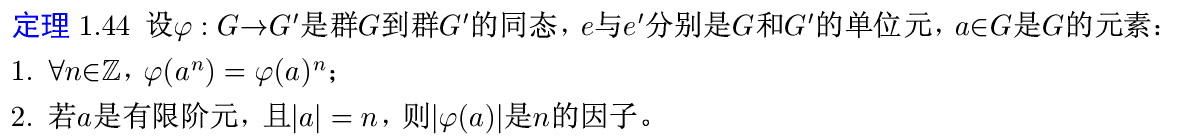 定理 1.44 设φ : G→G′是群G到群G′的同态，e与e′分别是G和G′的单位元，a∈G是G的元素：
1. ∀n∈ℤ，φ(aⁿ) = φ(a)ⁿ；
2. 若a是有限阶元，且|a| = n，则|φ(a)|是n的因子。